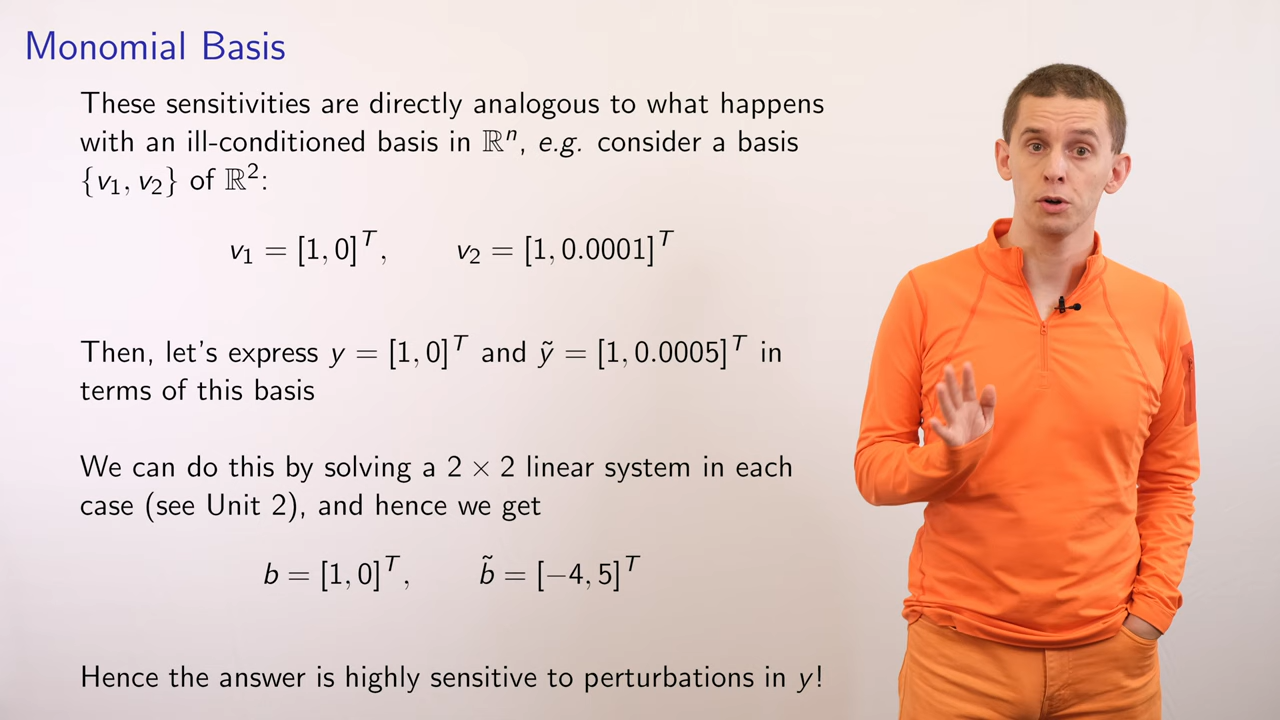 Monomial Basis
These sensitivities are directly analogous to what happens
with an ill-conditioned basis in ℝⁿ, e.g. consider a basis
{v₁, v₂} of ℝ²:
v₁ = [1, 0]ᵀ, v₂ = [1, 0.0001]ᵀ
Then, let's express y = [1, 0]ᵀ and ỹ = [1, 0.0005]ᵀ in
terms of this basis
We can do this by solving a 2 × 2 linear system in each
case (see Unit 2), and hence we get
b = [1, 0]ᵀ, b̃ = [−4, 5]ᵀ
Hence the answer is highly sensitive to perturbations in y!